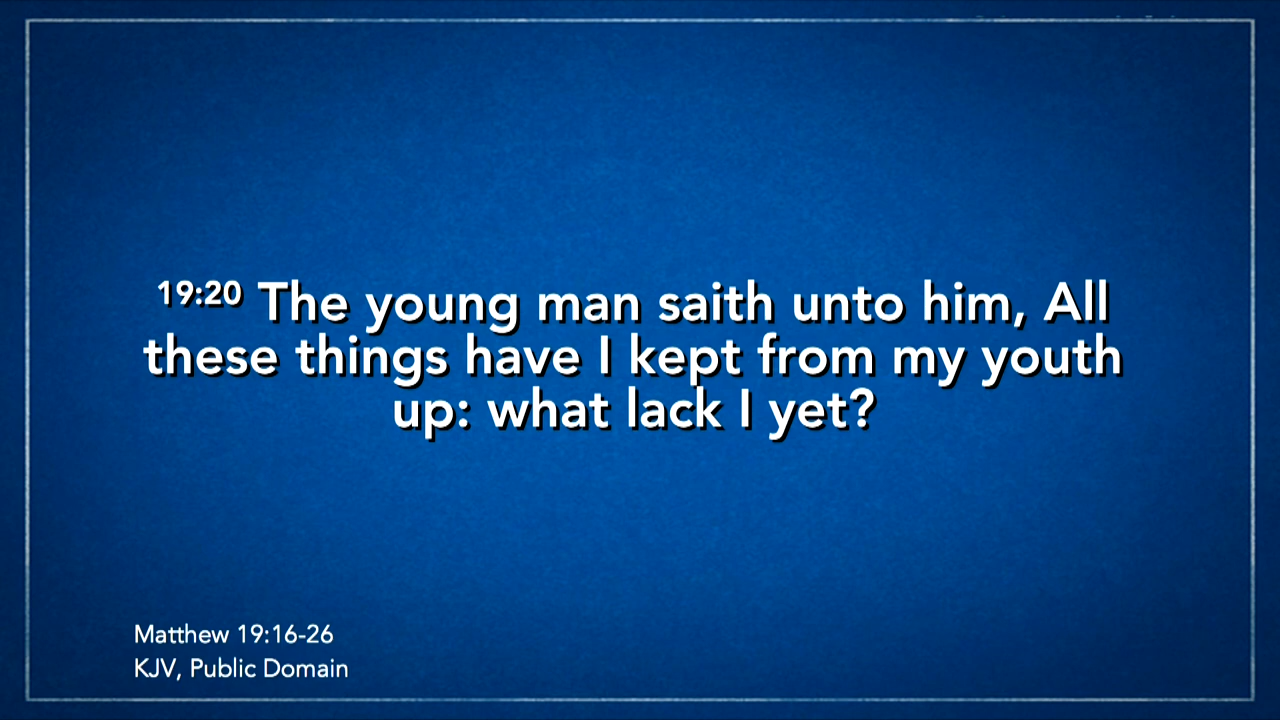 19:20 The young man saith unto him, All
these things have I kept from my youth
up: what lack I yet?
Matthew 19:16-26
KJV, Public Domain